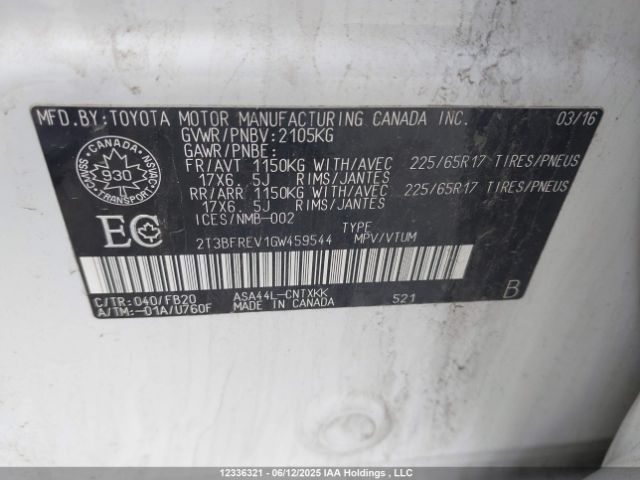 MFD.BY:TOYOTA MOTOR MANUFACTURING CANADA INC. 03/16
GVWR/PNBV:2105KG
GAWR/PNBE:
FR/AVT 1150KG WITH/AVEC 225/65R17 TIRES/PNEUS
17X6.5J RIMS/JANTES
RR/ARR 1150KG WITH/AVEC 225/65R17 TIRES/PNEUS
17X6.5J RIMS/JANTES
ICES/NMB-002
CANADA
930
TRANSPORT
CMVSS
NSVAC
EC
2T3BFREV1GW459544 TYPE MPV/VTUM
C/TR:040/FB20 ASA44L-CNTXKK 521 B
A/TM:-01A/U760F MADE IN CANADA
12336321 - 06/12/2025 IAA Holdings , LLC